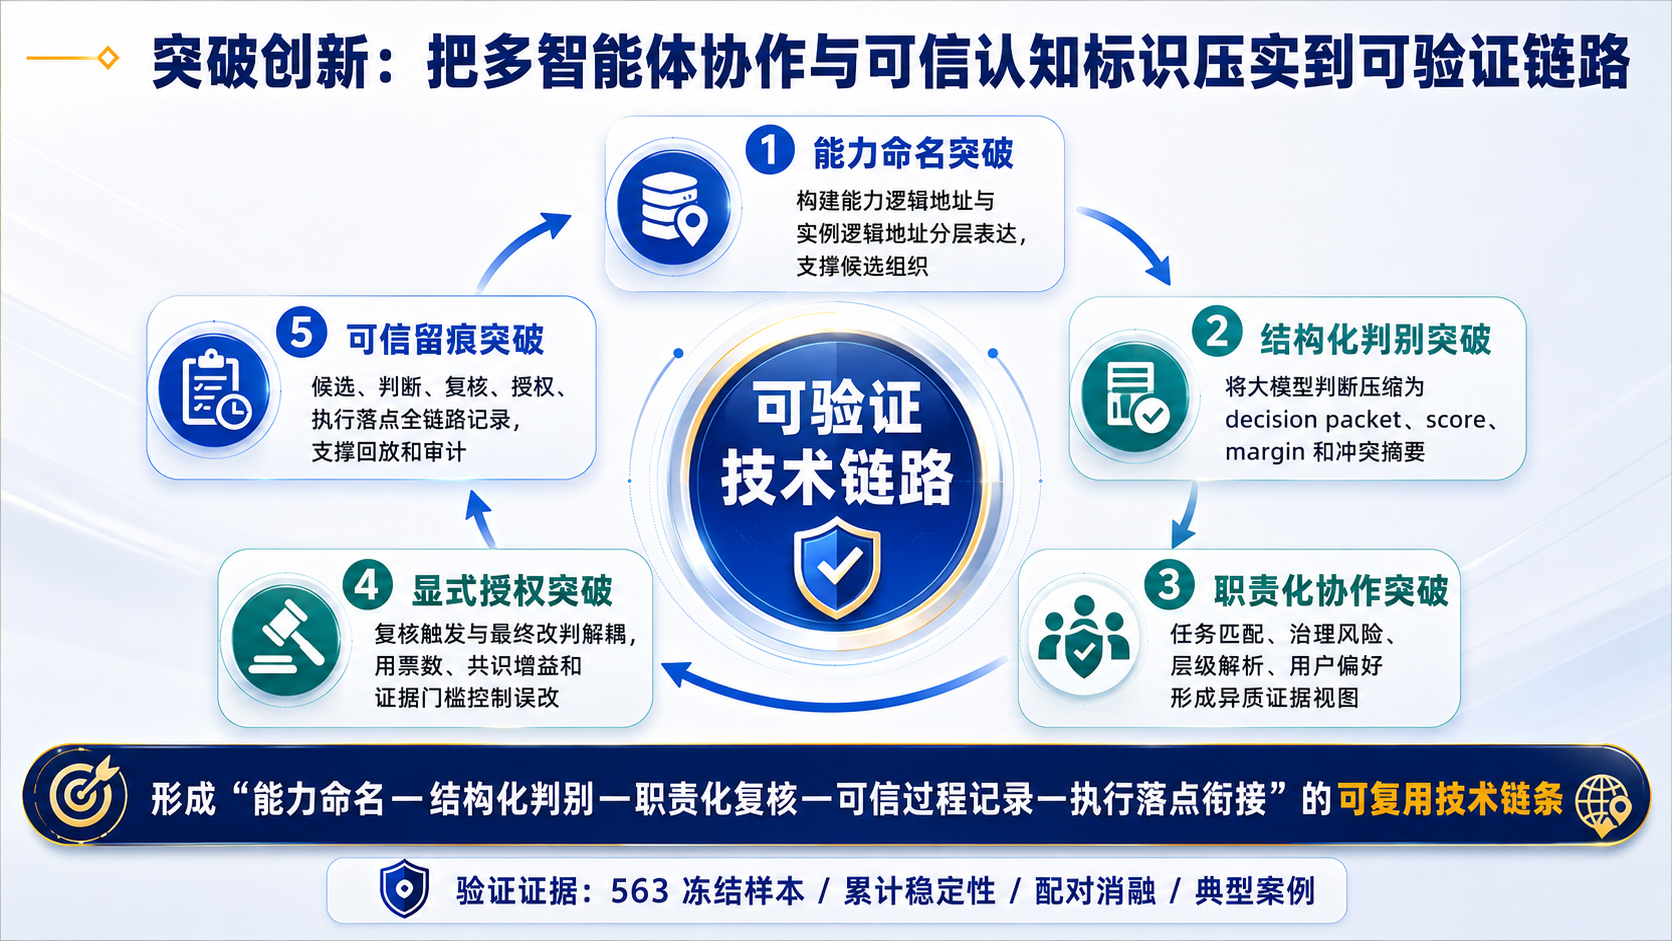 突破创新：把多智能体协作与可信认知标识压实到可验证链路
1 能力命名突破
构建能力逻辑地址与
实例逻辑地址分层表达，
支撑候选组织
2 结构化判别突破
将大模型判断压缩为
decision packet、score、
margin 和冲突摘要
3 职责化协作突破
任务匹配、治理风险、
层级解析、用户偏好
形成异质证据视图
4 显式授权突破
复核触发与最终改判解耦，
用票数、共识增益和
证据门槛控制误改
5 可信留痕突破
候选、判断、复核、授权、
执行落点全链路记录，
支撑回放和审计
可验证
技术链路
形成“能力命名—结构化判别—职责化复核—可信过程记录—执行落点衔接”的可复用技术链条
验证证据：563 冻结样本 / 累计稳定性 / 配对消融 / 典型案例